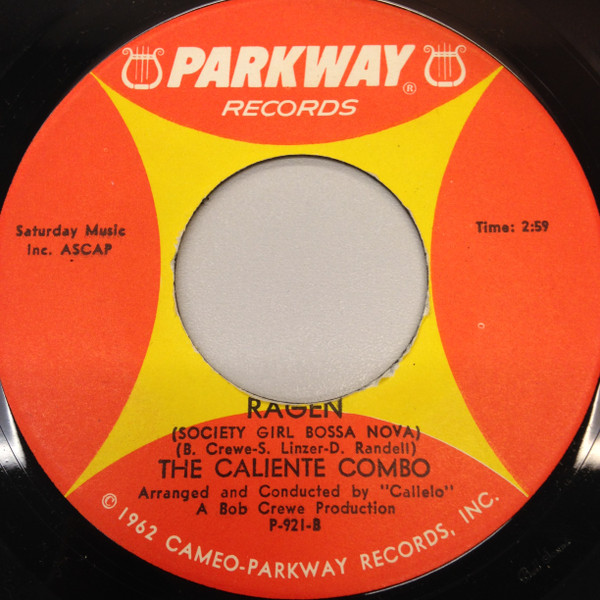 PARKWAY®
RECORDS
Saturday Music
Inc. ASCAP
Time: 2:59
RAGEN
(SOCIETY GIRL BOSSA NOVA)
(B. Crewe-S. Linzer-D. Randell)
THE CALIENTE COMBO
Arranged and Conducted by "Callelo"
A Bob Crewe Production
P-921-B
© 1962 CAMEO-PARKWAY RECORDS, INC.